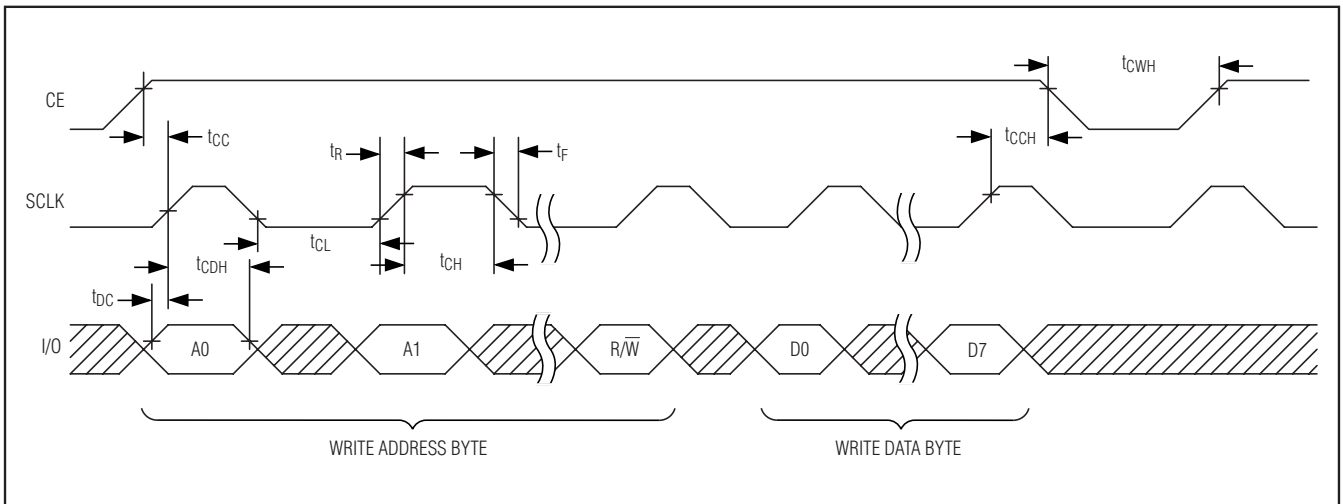 CE
tCWH
tCC
tCCH
tR
tF
SCLK
tCL
tCDH
tCH
tDC
I/O
A0
A1
R/W̅
D0
D7
WRITE ADDRESS BYTE
WRITE DATA BYTE